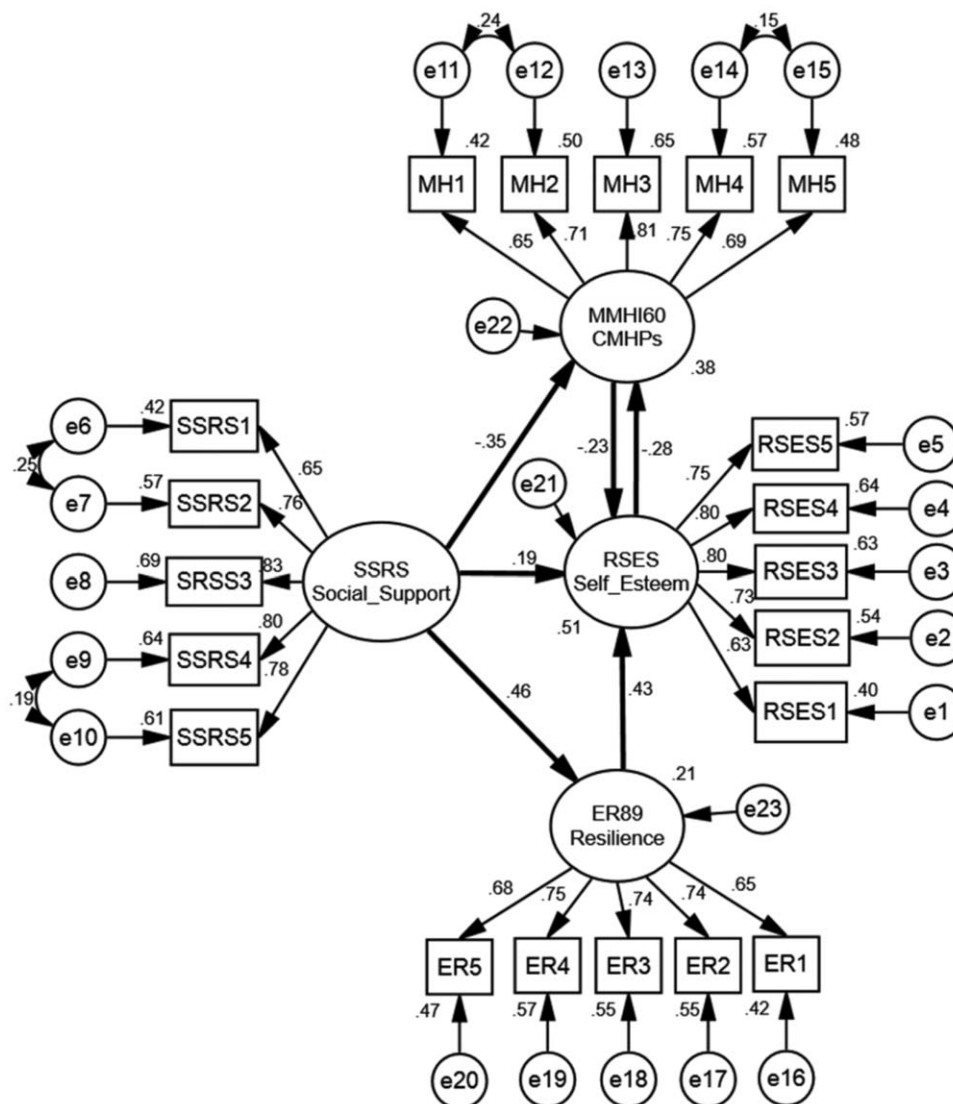 .24
.15
e11
e12
e13
e14
e15
.42
.50
.65
.57
.48
MH1
MH2
MH3
MH4
MH5
.65
.71
.81
.75
.69
MMHI60
CMHPs
e22
.38
e6
.42
SSRS1
.25
e7
.57
SSRS2
.65
.76
e8
.69
SRSS3
.83
e9
.64
SSRS4
.80
.19
e10
.61
SSRS5
.78
SSRS
Social_Support
-.35
-.23
-.28
e21
.19
RSES
Self_Esteem
.51
.75
RSES5
.57
e5
.80
RSES4
.64
e4
.80
RSES3
.63
e3
.73
RSES2
.54
e2
.63
RSES1
.40
e1
.46
.43
.21
ER89
Resilience
e23
.68
.75
.74
.74
.65
ER5
ER4
ER3
ER2
ER1
.47
.57
.55
.55
.42
e20
e19
e18
e17
e16